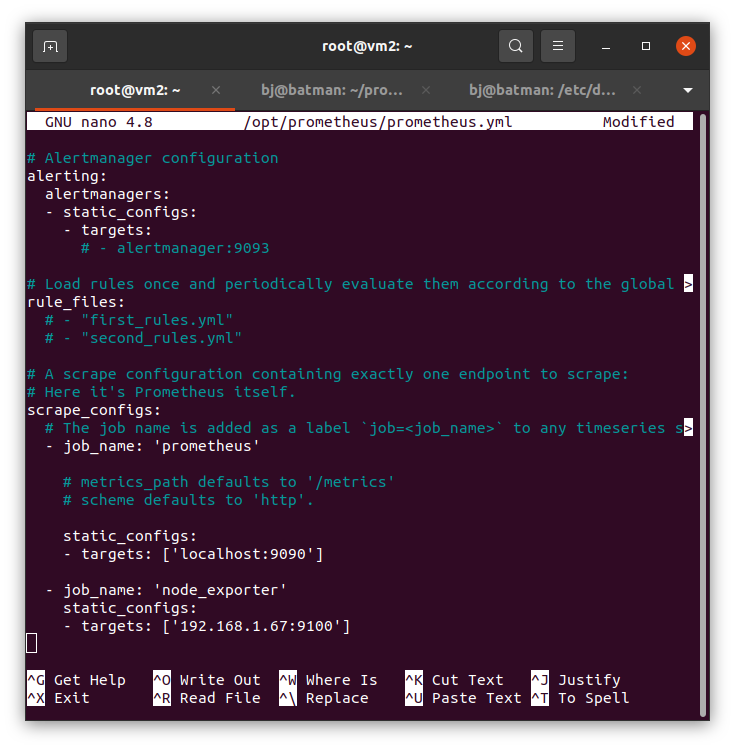 root@vm2: ~
root@vm2: ~ bj@batman: ~/pro... bj@batman: /etc/d...
GNU nano 4.8 /opt/prometheus/prometheus.yml Modified
# Alertmanager configuration
alerting:
  alertmanagers:
  - static_configs:
    - targets:
      # - alertmanager:9093
# Load rules once and periodically evaluate them according to the global >
rule_files:
  # - "first_rules.yml"
  # - "second_rules.yml"
# A scrape configuration containing exactly one endpoint to scrape:
# Here it's Prometheus itself.
scrape_configs:
  # The job name is added as a label `job=<job_name>` to any timeseries s>
  - job_name: 'prometheus'
    # metrics_path defaults to '/metrics'
    # scheme defaults to 'http'.
    static_configs:
    - targets: ['localhost:9090']
  - job_name: 'node_exporter'
    static_configs:
    - targets: ['192.168.1.67:9100']
^G Get Help ^O Write Out ^W Where Is ^K Cut Text ^J Justify
^X Exit ^R Read File ^\ Replace ^U Paste Text ^T To Spell